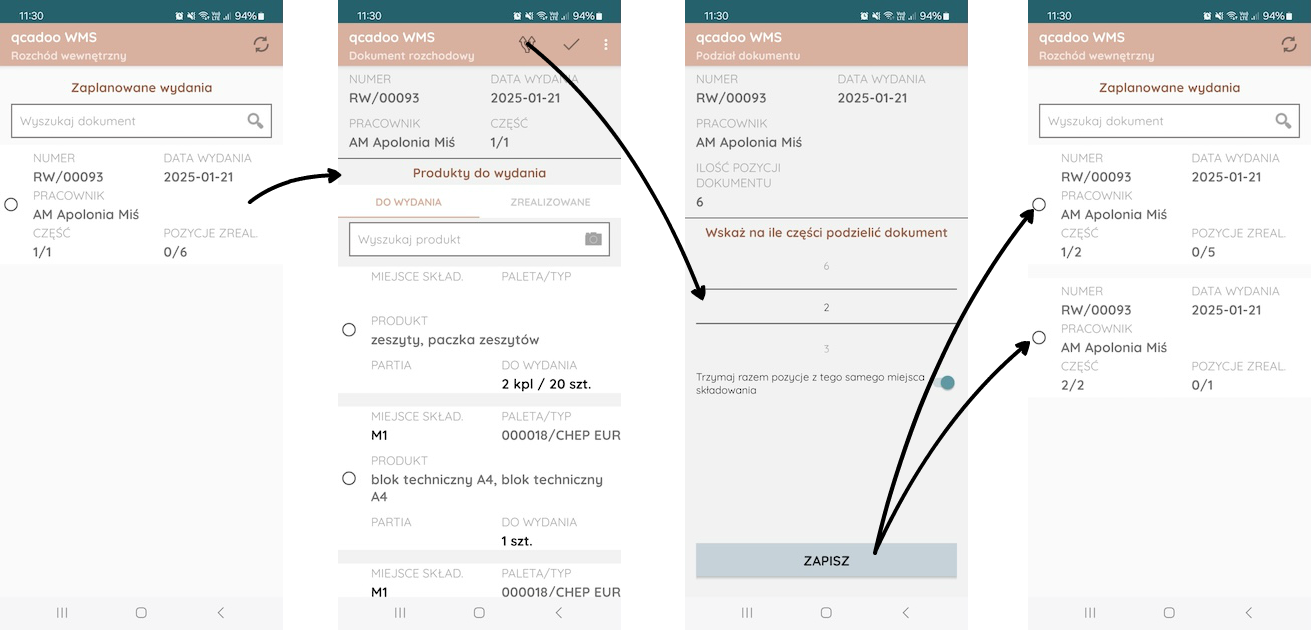 11:30
94%
qcadoo WMS
Rozchód wewnętrzny
Zaplanowane wydania
Wyszukaj dokument
NUMER DATA WYDANIA
RW/00093 2025-01-21
PRACOWNIK
AM Apolonia Miś
CZĘŚĆ POZYCJE ZREAL.
1/1 0/6
11:30
94%
qcadoo WMS
Dokument rozchodowy
NUMER DATA WYDANIA
RW/00093 2025-01-21
PRACOWNIK CZĘŚĆ
AM Apolonia Miś 1/1
Produkty do wydania
DO WYDANIA ZREALIZOWANE
Wyszukaj produkt
MIEJSCE SKŁAD. PALETA/TYP
PRODUKT
zeszyty, paczka zeszytów
PARTIA DO WYDANIA
2 kpl / 20 szt.
MIEJSCE SKŁAD. PALETA/TYP
M1 000018/CHEP EUR
PRODUKT
blok techniczny A4, blok techniczny
A4
PARTIA DO WYDANIA
1 szt.
MIEJSCE SKŁAD. PALETA/TYP
M1 000018/CHEP EUR
11:30
94%
qcadoo WMS
Podział dokumentu
NUMER DATA WYDANIA
RW/00093 2025-01-21
PRACOWNIK
AM Apolonia Miś
ILOŚĆ POZYCJI
DOKUMENTU
6
Wskaż na ile części podzielić dokument
6
2
3
Trzymaj razem pozycje z tego samego miejsca
składowania
ZAPISZ
11:30
94%
qcadoo WMS
Rozchód wewnętrzny
Zaplanowane wydania
Wyszukaj dokument
NUMER DATA WYDANIA
RW/00093 2025-01-21
PRACOWNIK
AM Apolonia Miś
CZĘŚĆ POZYCJE ZREAL.
1/2 0/5
NUMER DATA WYDANIA
RW/00093 2025-01-21
PRACOWNIK
AM Apolonia Miś
CZĘŚĆ POZYCJE ZREAL.
2/2 0/1